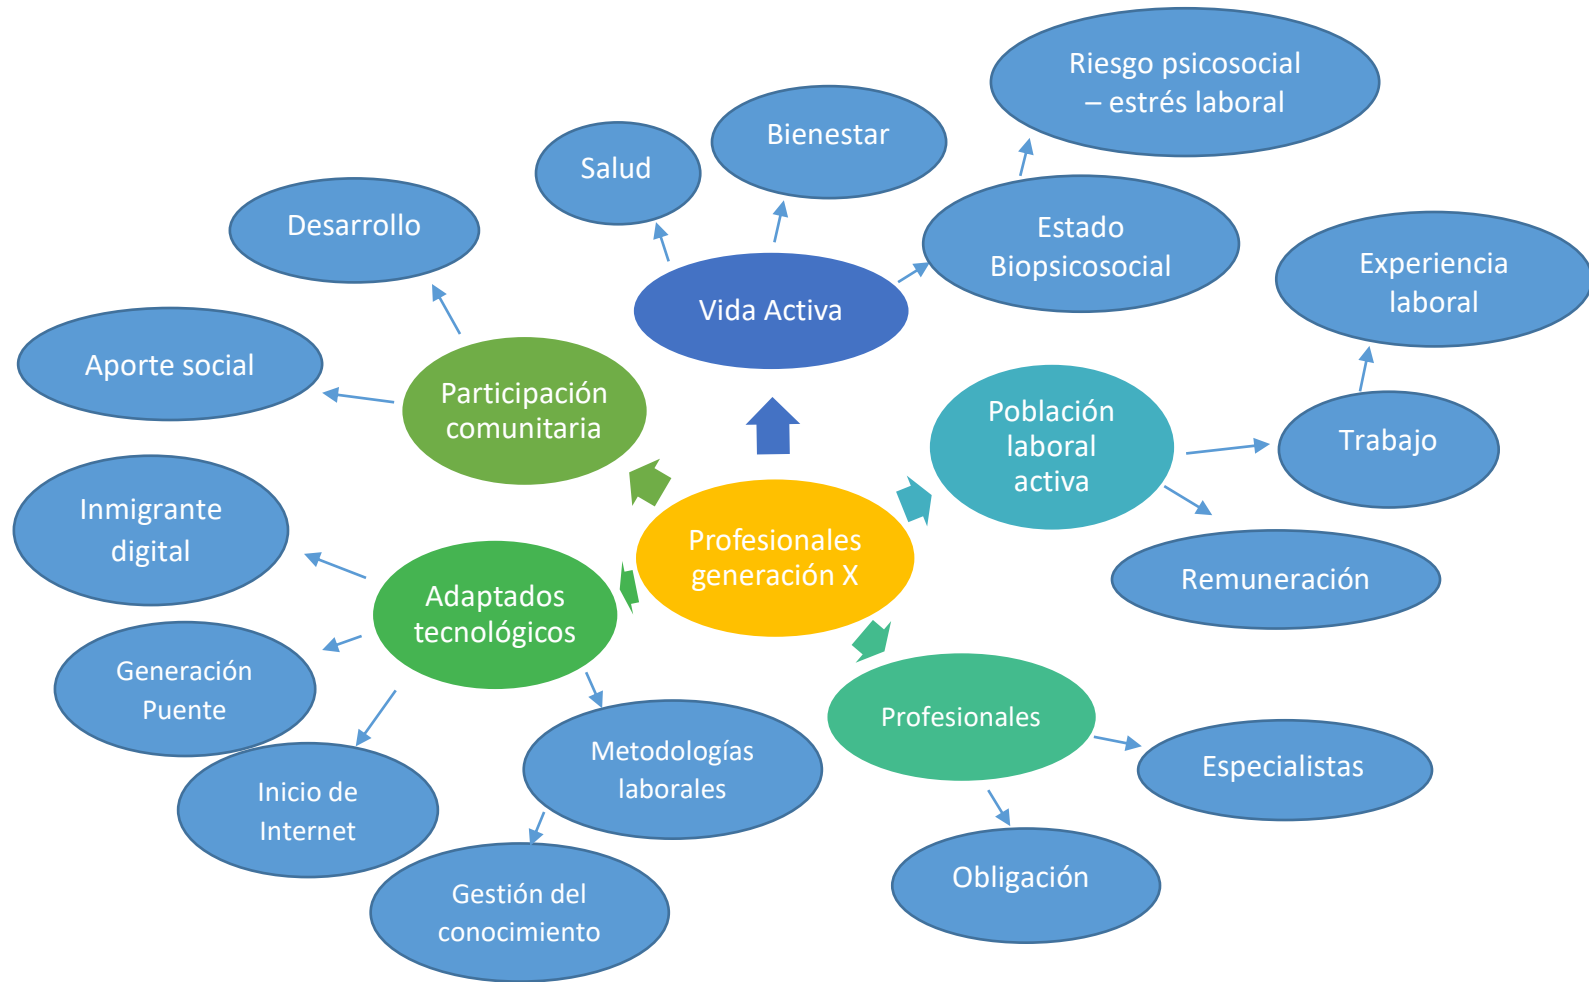 Riesgo psicosocial
– estrés laboral
Bienestar
Salud
Desarrollo
Estado
Biopsicosocial
Experiencia
laboral
Vida Activa
Aporte social
Participación
comunitaria
Población
laboral
activa
Trabajo
Inmigrante
digital
Profesionales
generación X
Remuneración
Adaptados
tecnológicos
Generación
Puente
Profesionales
Metodologías
laborales
Especialistas
Inicio de
Internet
Obligación
Gestión del
conocimiento